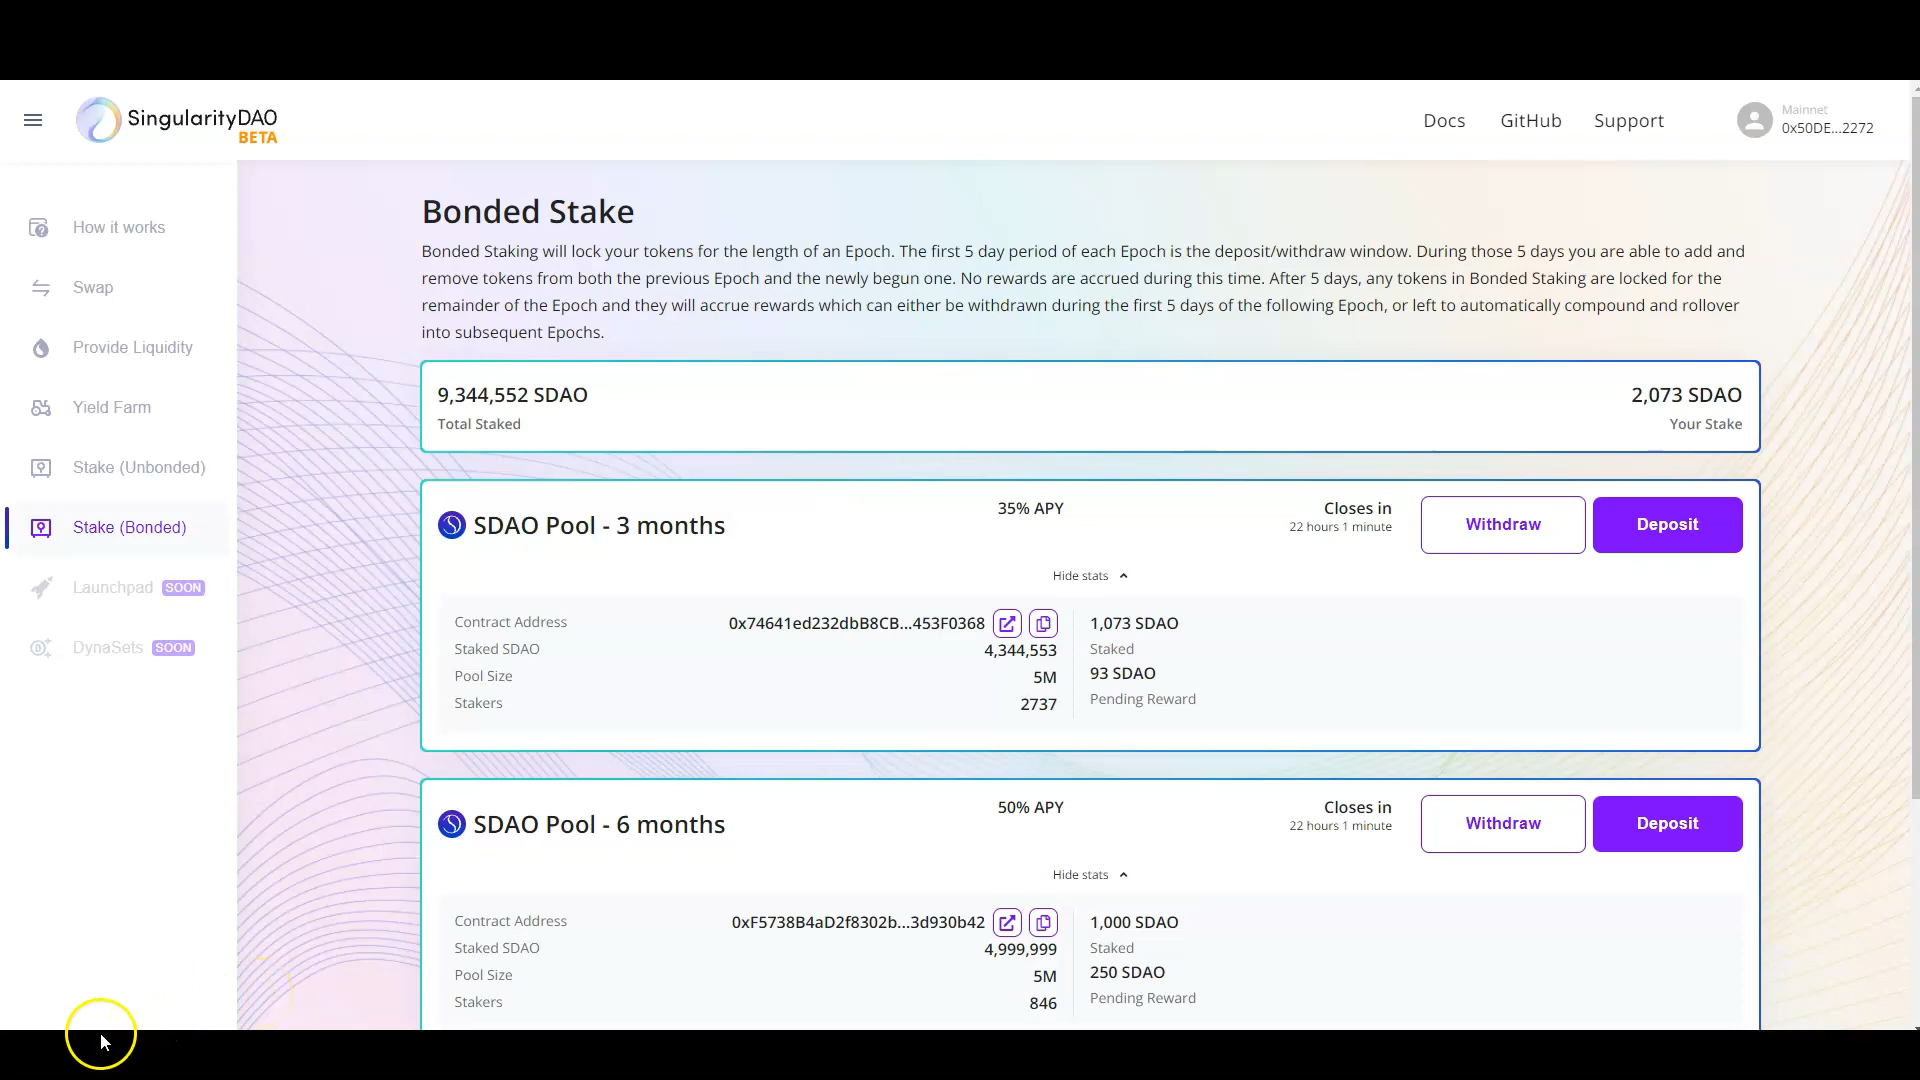 SingularityDAO
BETA
Docs
GitHub
Support
Mainnet
0x50DE...2272
How it works
Swap
Provide Liquidity
Yield Farm
Stake (Unbonded)
Stake (Bonded)
Launchpad SOON
DynaSets SOON
Bonded Stake
Bonded Staking will lock your tokens for the length of an Epoch. The first 5 day period of each Epoch is the deposit/withdraw window. During those 5 days you are able to add and
remove tokens from both the previous Epoch and the newly begun one. No rewards are accrued during this time. After 5 days, any tokens in Bonded Staking are locked for the
remainder of the Epoch and they will accrue rewards which can either be withdrawn during the first 5 days of the following Epoch, or left to automatically compound and rollover
into subsequent Epochs.
9,344,552 SDAO
Total Staked
2,073 SDAO
Your Stake
SDAO Pool - 3 months
35% APY
Closes in
22 hours 1 minute
Withdraw
Deposit
Hide stats
Contract Address 0x74641ed232dbB8CB...453F0368
Staked SDAO 4,344,553
Pool Size 5M
Stakers 2737
1,073 SDAO
Staked
93 SDAO
Pending Reward
SDAO Pool - 6 months
50% APY
Closes in
22 hours 1 minute
Withdraw
Deposit
Hide stats
Contract Address 0xF5738B4aD2f8302b...3d930b42
Staked SDAO 4,999,999
Pool Size 5M
Stakers 846
1,000 SDAO
Staked
250 SDAO
Pending Reward